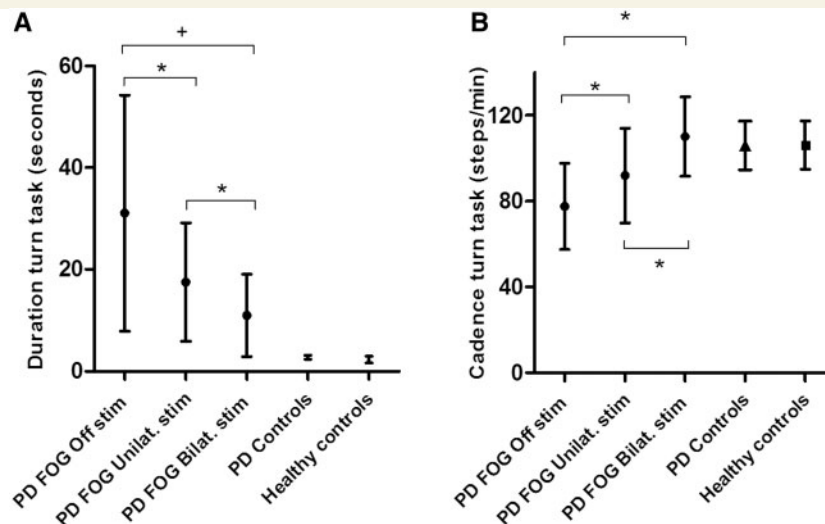 A
+
*
*
60
40
20
0
Duration turn task (seconds)
PD FOG Off stim
PD FOG Unilat. stim
PD FOG Bilat. stim
PD Controls
Healthy controls
B
*
*
*
120
80
40
0
Cadence turn task (steps/min)
PD FOG Off stim
PD FOG Unilat. stim
PD FOG Bilat. stim
PD Controls
Healthy controls